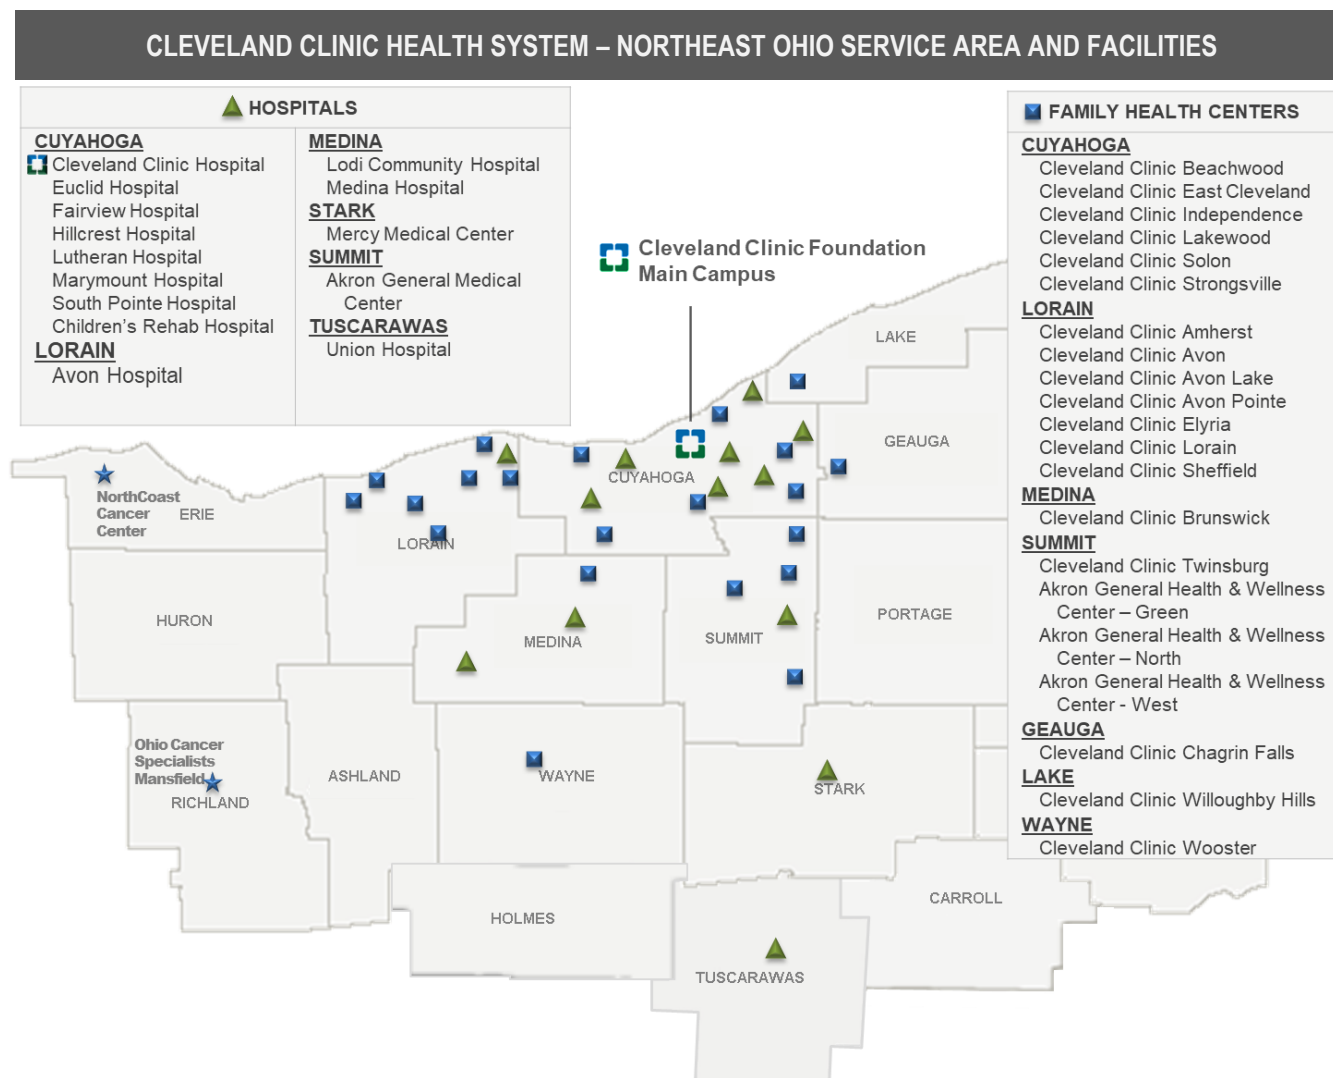 CLEVELAND CLINIC HEALTH SYSTEM – NORTHEAST OHIO SERVICE AREA AND FACILITIES
HOSPITALS
CUYAHOGA
Cleveland Clinic Hospital
Euclid Hospital
Fairview Hospital
Hillcrest Hospital
Lutheran Hospital
Marymount Hospital
South Pointe Hospital
Children's Rehab Hospital
LORAIN
Avon Hospital
MEDINA
Lodi Community Hospital
Medina Hospital
STARK
Mercy Medical Center
SUMMIT
Akron General Medical
Center
TUSCARAWAS
Union Hospital
Cleveland Clinic Foundation
Main Campus
FAMILY HEALTH CENTERS
CUYAHOGA
Cleveland Clinic Beachwood
Cleveland Clinic East Cleveland
Cleveland Clinic Independence
Cleveland Clinic Lakewood
Cleveland Clinic Solon
Cleveland Clinic Strongsville
LORAIN
Cleveland Clinic Amherst
Cleveland Clinic Avon
Cleveland Clinic Avon Lake
Cleveland Clinic Avon Pointe
Cleveland Clinic Elyria
Cleveland Clinic Lorain
Cleveland Clinic Sheffield
MEDINA
Cleveland Clinic Brunswick
SUMMIT
Cleveland Clinic Twinsburg
Akron General Health & Wellness
Center – Green
Akron General Health & Wellness
Center – North
Akron General Health & Wellness
Center - West
GEAUGA
Cleveland Clinic Chagrin Falls
LAKE
Cleveland Clinic Willoughby Hills
WAYNE
Cleveland Clinic Wooster
LAKE
GEAUGA
CUYAHOGA
NorthCoast
Cancer
Center
ERIE
LORAIN
HURON
MEDINA
SUMMIT
PORTAGE
Ohio Cancer
Specialists
Mansfield
RICHLAND
ASHLAND
WAYNE
STARK
HOLMES
CARROLL
TUSCARAWAS